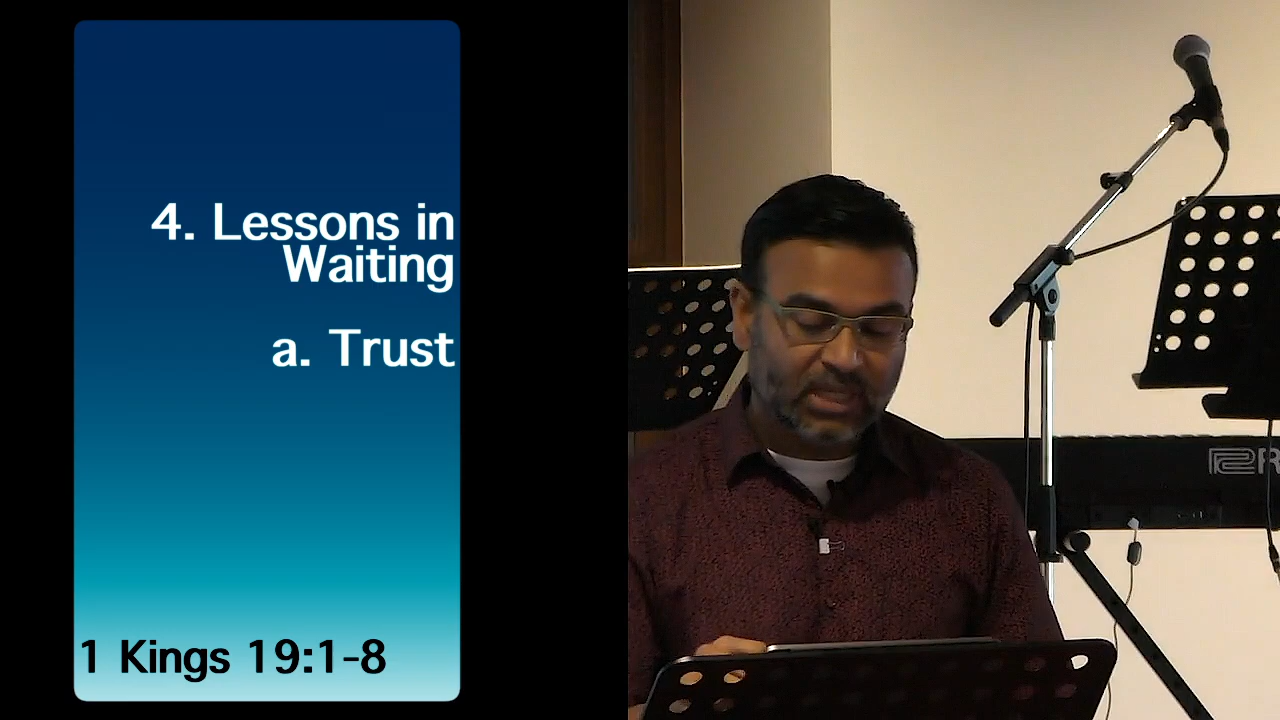 4. Lessons in
Waiting
a. Trust
1 Kings 19:1-8